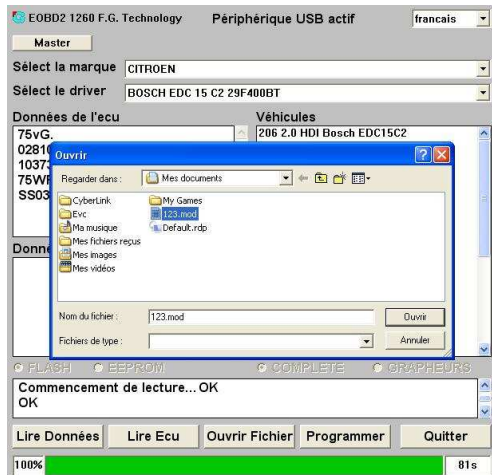 EOBD2 1260 F.G. Technology Périphérique USB actif francais
Master
Sélect la marque CITROEN
Sélect le driver BOSCH EDC 15 C2 29F400BT
Données de l'ecu Véhicules
75vG. 206 2.0 HDI Bosch EDC15C2
0281
Ouvrir
1037
Regarder dans : Mes documents
75W
CyberLink My Games
SS03
Evc 123.mod
Ma musique Default.rdp
Mes fichiers reçus
Donn
Mes images
Mes vidéos
Nom du fichier : 123.mod Ouvrir
Fichiers de type : Annuler
FLASH EEPROM COMPLETE GRAPHEURS
Commencement de lecture... OK
OK
Lire Données Lire Ecu Ouvrir Fichier Programmer Quitter
100% 81s